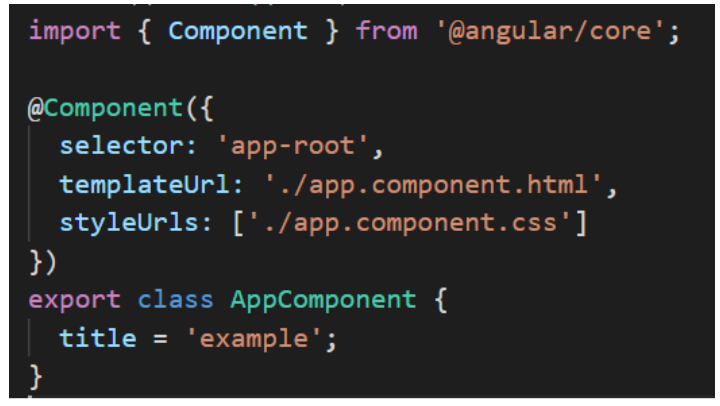 import { Component } from '@angular/core';
@Component({
selector: 'app-root',
templateUrl: './app.component.html',
styleUrls: ['./app.component.css']
})
export class AppComponent {
title = 'example';
}